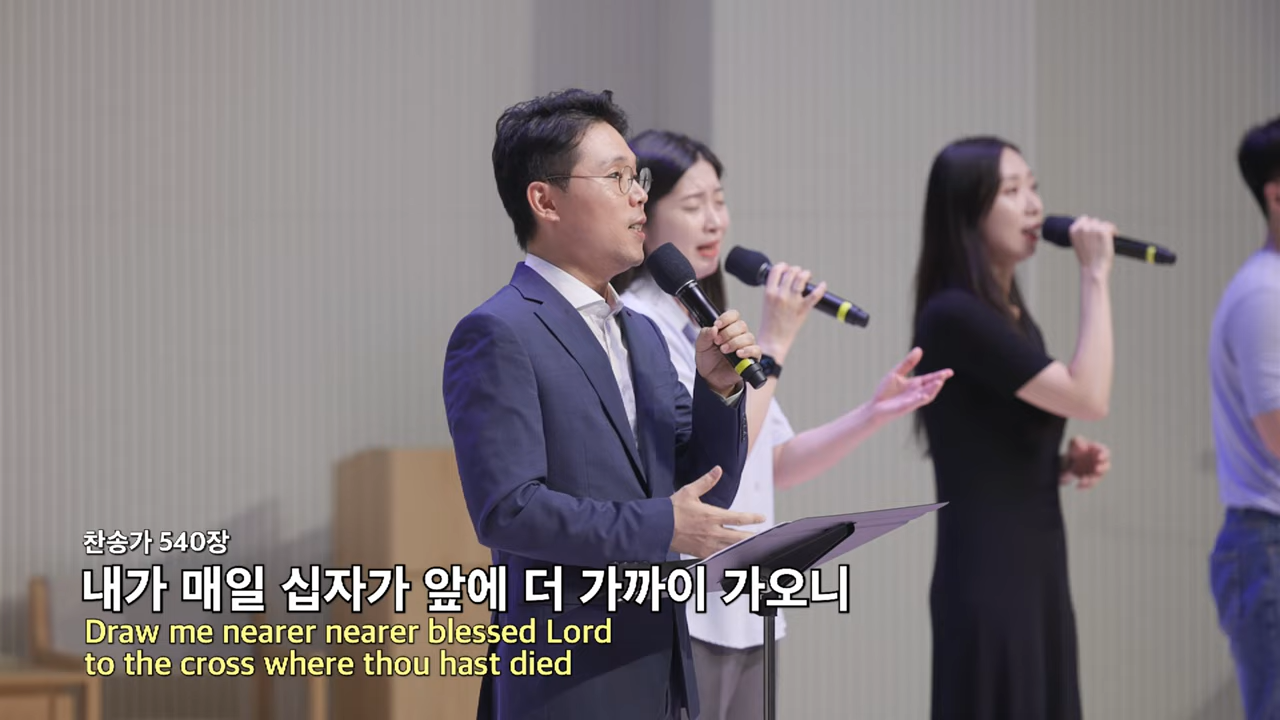 찬송가 540장
내가 매일 십자가 앞에 더 가까이 가오니
Draw me nearer nearer blessed Lord
to the cross where thou hast died